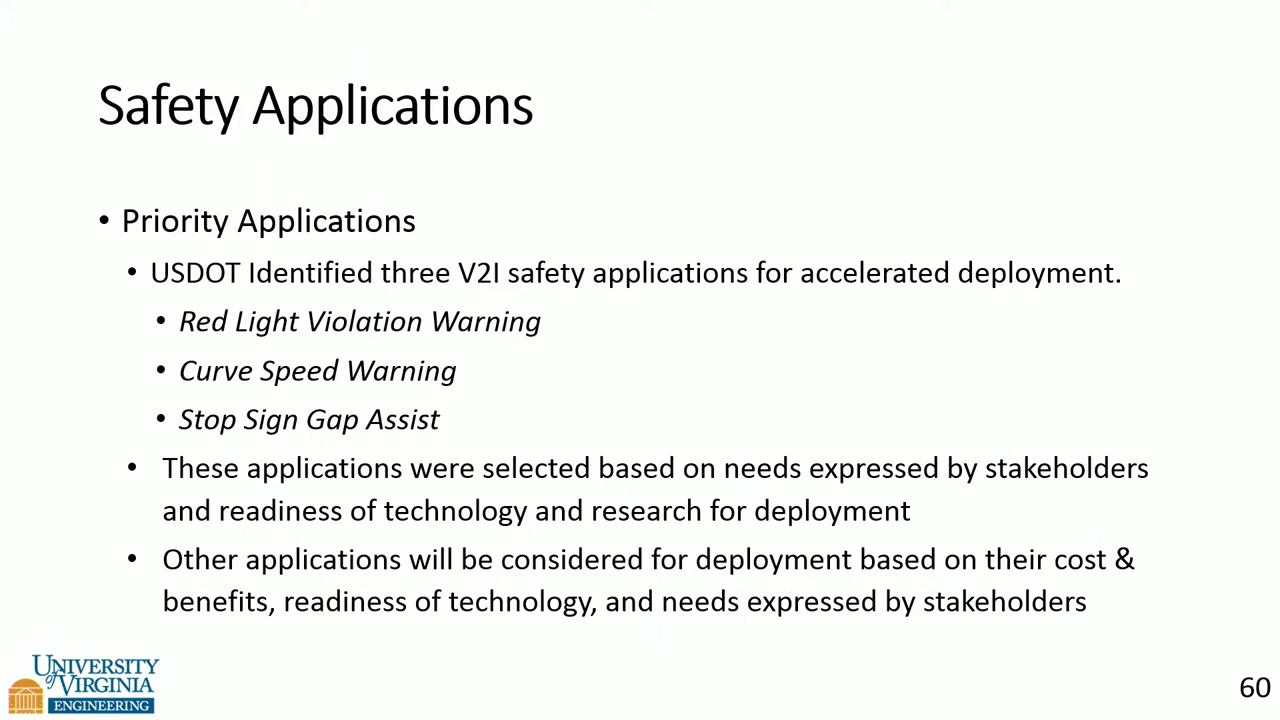 Safety Applications
• Priority Applications
• USDOT Identified three V2I safety applications for accelerated deployment.
• Red Light Violation Warning
• Curve Speed Warning
• Stop Sign Gap Assist
• These applications were selected based on needs expressed by stakeholders
and readiness of technology and research for deployment
• Other applications will be considered for deployment based on their cost &
benefits, readiness of technology, and needs expressed by stakeholders
UNIVERSITY
of VIRGINIA
ENGINEERING
60